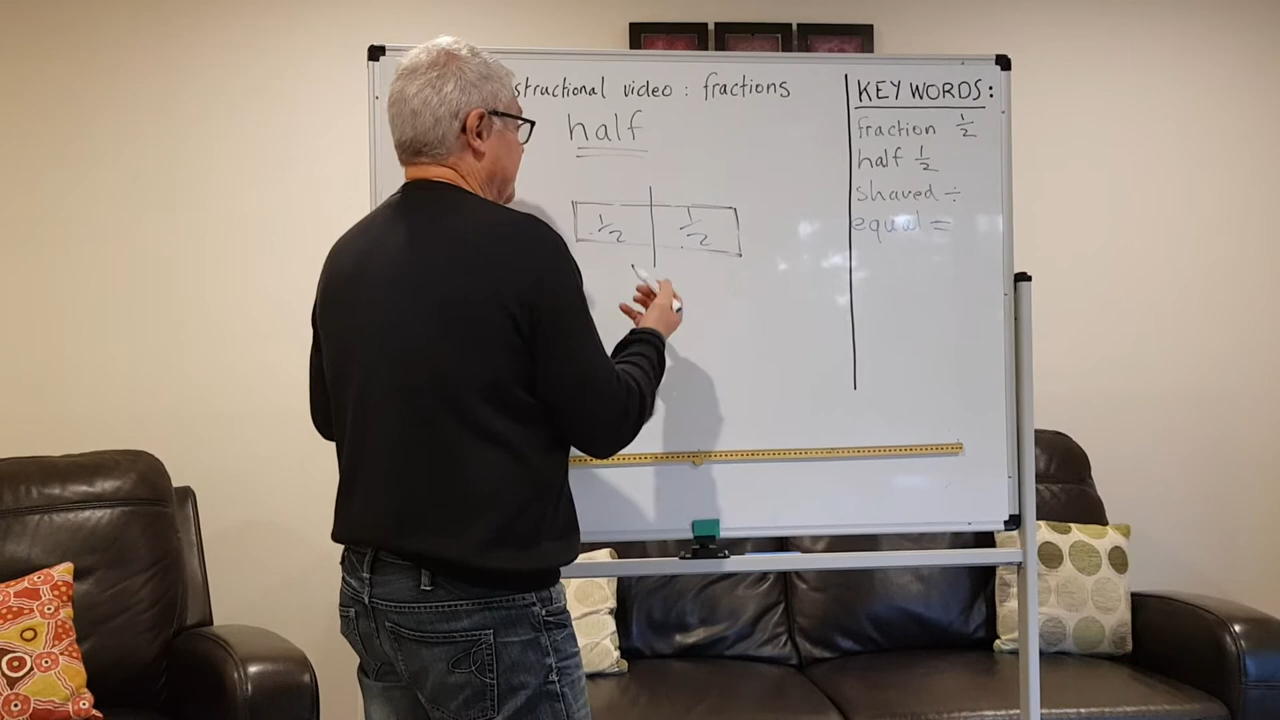 structional video : fractions
half
1/2 1/2
KEY WORDS:
fraction 1/2
half 1/2
shared ÷
equal =